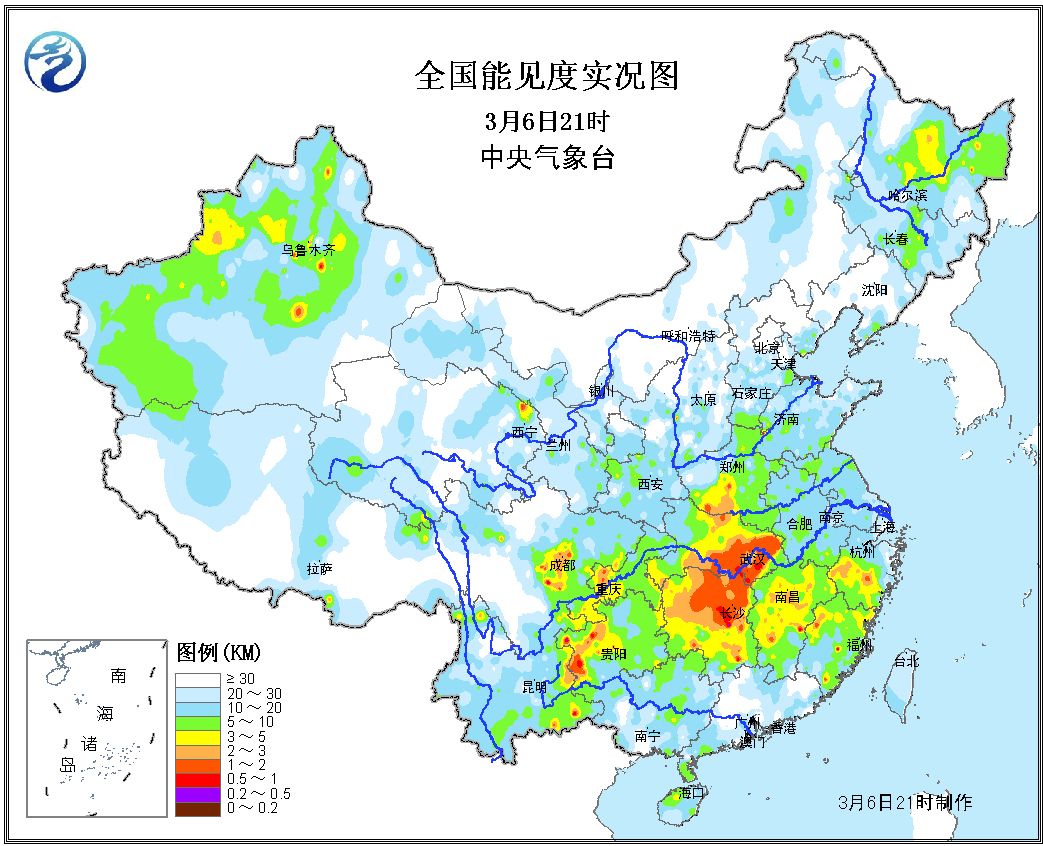 全国能见度实况图
3月6日21时
中央气象台
哈尔滨
长春
乌鲁木齐
沈阳
呼和浩特
北京
天津
银川
太原
石家庄
济南
西宁
兰州
西安
郑州
合肥
南京
上海
杭州
成都
武汉
拉萨
重庆
南昌
长沙
贵阳
福州
台北
昆明
广州
香港
澳门
南宁
海口
南
海
诸
岛
图例(KM)
≥30
20～30
10～20
5～10
3～5
2～3
1～2
0.5～1
0.2～0.5
0～0.2
3月6日21时制作